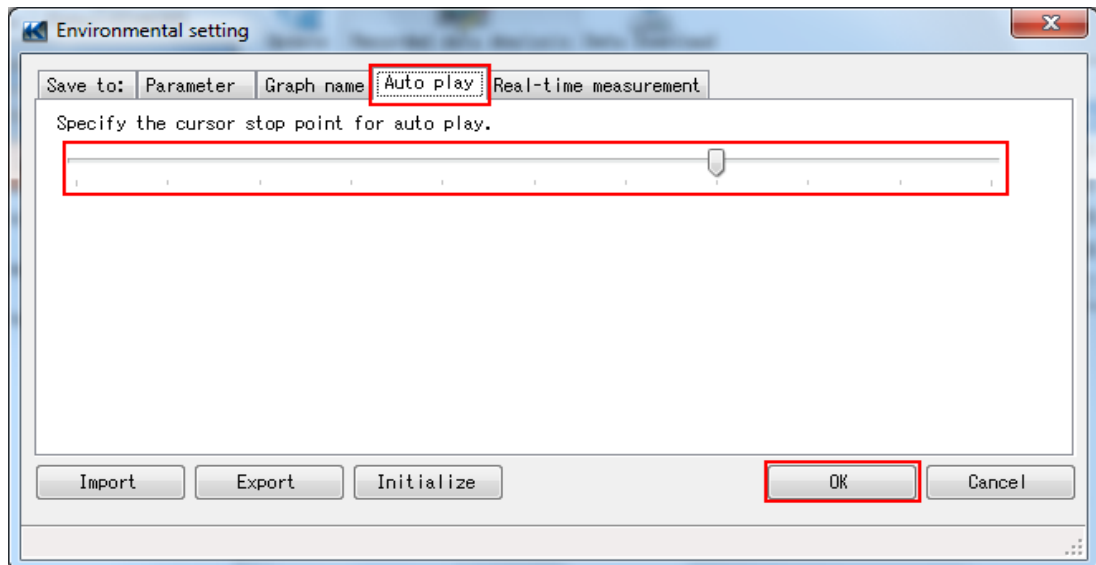 Environmental setting
Save to: Parameter Graph name Auto play Real-time measurement
Specify the cursor stop point for auto play.
Import Export Initialize OK Cancel